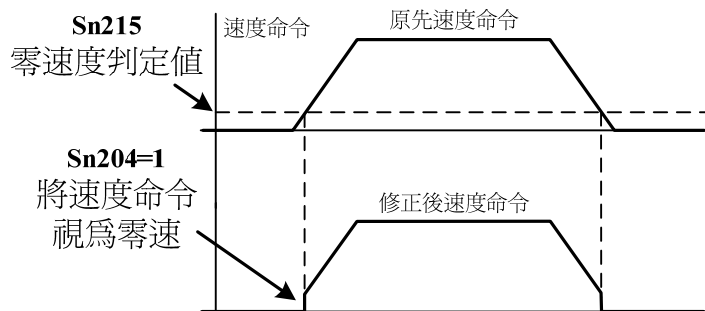 Sn215
零速度判定値
速度命令
原先速度命令
Sn204=1
將速度命令
視爲零速
修正後速度命令